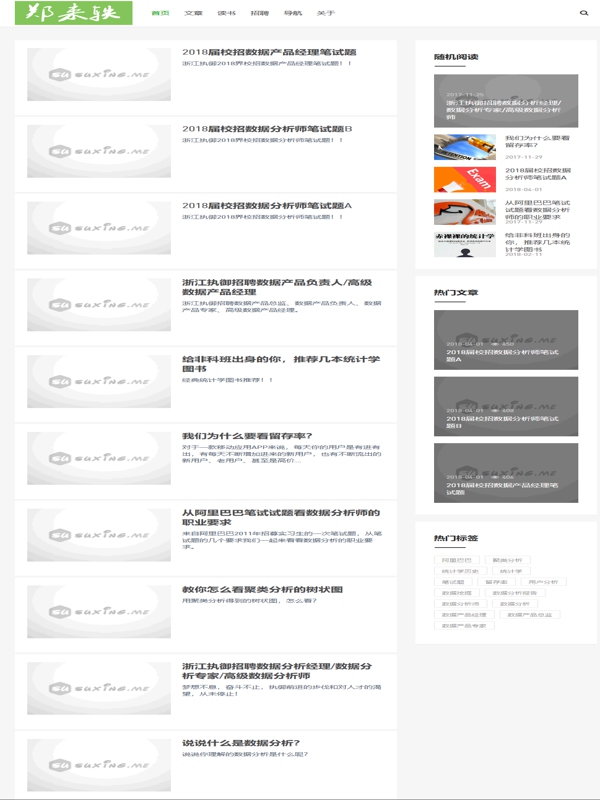 郑来轶
首页 文章 读书 招聘 导航 关于
SUXING.ME
2018届校招数据产品经理笔试题
浙江执御2018界校招数据产品经理笔试题！！
SUXING.ME
2018届校招数据分析师笔试题B
浙江执御2018界校招数据分析师笔试题！！
SUXING.ME
2018届校招数据分析师笔试题A
浙江执御2018界校招数据分析师笔试题！！
SUXING.ME
浙江执御招聘数据产品负责人/高级
数据产品经理
浙江执御招聘数据产品总监、数据产品负责人、数据
产品专家、高级数据产品经理。
SUXING.ME
给非科班出身的你，推荐几本统计学
图书
经典统计学图书推荐！！
SUXING.ME
我们为什么要看留存率？
对于一款移动应用APP来说，每天你的用户是有进有
出，有每天不断增加进来的新用户，也有不断流出的
新用户、老用户，甚至是高价...
SUXING.ME
从阿里巴巴笔试试题看数据分析师的
职业要求
来自阿里巴巴2011年招募实习生的一次笔试题，从笔
试题的几个要求我们一起来看看数据分析的职业要
求。
SUXING.ME
教你怎么看聚类分析的树状图
用聚类分析得到的树状图，怎么看？
SUXING.ME
浙江执御招聘数据分析经理/数据分
析专家/高级数据分析师
梦想不息，奋斗不止，执御前进的步伐和对人才的渴
望，从未停止！
SUXING.ME
说说什么是数据分析？
说说你理解的数据分析是什么呢？
随机阅读
2017-11-25
浙江执御招聘数据分析经理/
数据分析专家/高级数据分析
师
RETENTION
我们为什么要看
留存率？
2017-11-29
Exam
2018届校招数据
分析师笔试题A
2018-04-01
从阿里巴巴笔试
试题看数据分析
师的职业要求
2017-11-29
赤裸裸的统计学
给非科班出身的
你，推荐几本统
计学图书
2018-02-11
热门文章
2018-04-01
2018届校招数据分析师笔试
题A
2018-04-01
2018届校招数据分析师笔试
题B
2018-04-01
2018届校招数据产品经理笔
试题
热门标签
阿里巴巴 聚类分析
统计学历史 统计学
笔试题 留存率 用户分析
数据地图 数据分析报告
数据分析师 数据分析
数据产品经理 数据产品总监
数据产品专家